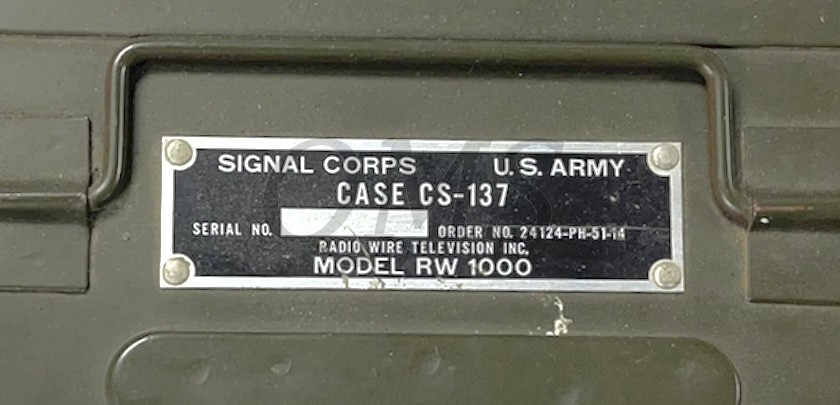 SIGNAL CORPS U.S. ARMY
CASE CS-137
SERIAL NO. ORDER NO. 24124-PH-51-14
RADIO WIRE TELEVISION INC.
MODEL RW 1000
OMS